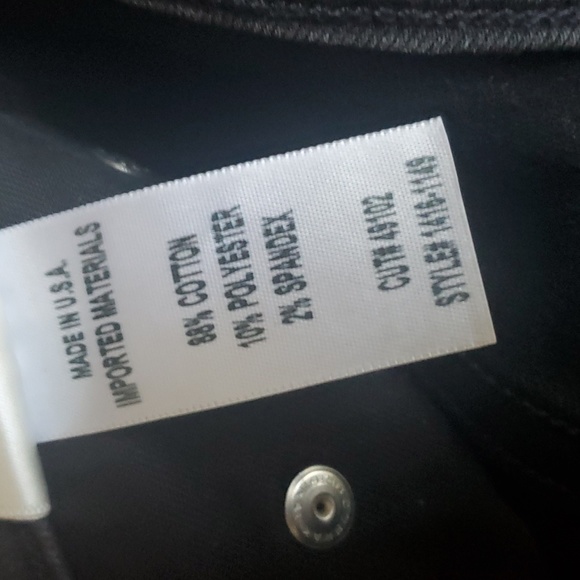 MADE IN U.S.A.
IMPORTED MATERIALS
88% COTTON
10% POLYESTER
2% SPANDEX
CUT# 49102
STYLE# 1416-1149